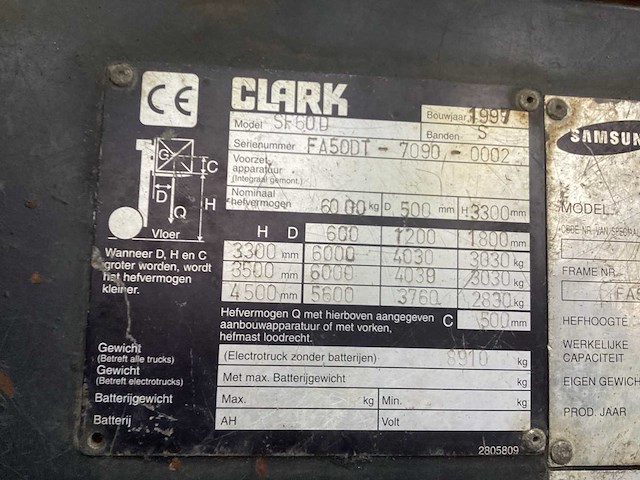 CE
CLARK
Bouwjaar 1997
Model SF60D
Banden S
Serienummer FA50DT - 7090 - 0002
Voorzet-
apparatuur
(Integraal gemont.)
Nominaal
hefvermogen 6000 kg D 500 mm H 3300 mm
G
C
D
H
Q
Vloer
H D 600 1200 1800 mm
3300 mm 6000 4030 3030 kg
3500 mm 6000 4030 3030 kg
4500 mm 5600 3760 2830 kg
Wanneer D, H en C
groter worden, wordt
het hefvermogen
kleiner.
Hefvermogen Q met hierboven aangegeven
aanbouwapparatuur of met vorken,
hefmast loodrecht.
C 500 mm
Gewicht
(Betreft alle trucks)
(Electrotruck zonder batterijen) 8910 kg
Gewicht
(Betreft electrotrucks)
Met max. Batterijgewicht kg
Batterijgewicht Max. kg Min. kg
Batterij AH Volt
2805809
SAMSUN
MODEL
FRAME NR
FA5
HEFHOOGTE
WERKELIJKE
CAPACITEIT
EIGEN GEWICH
PROD. JAAR